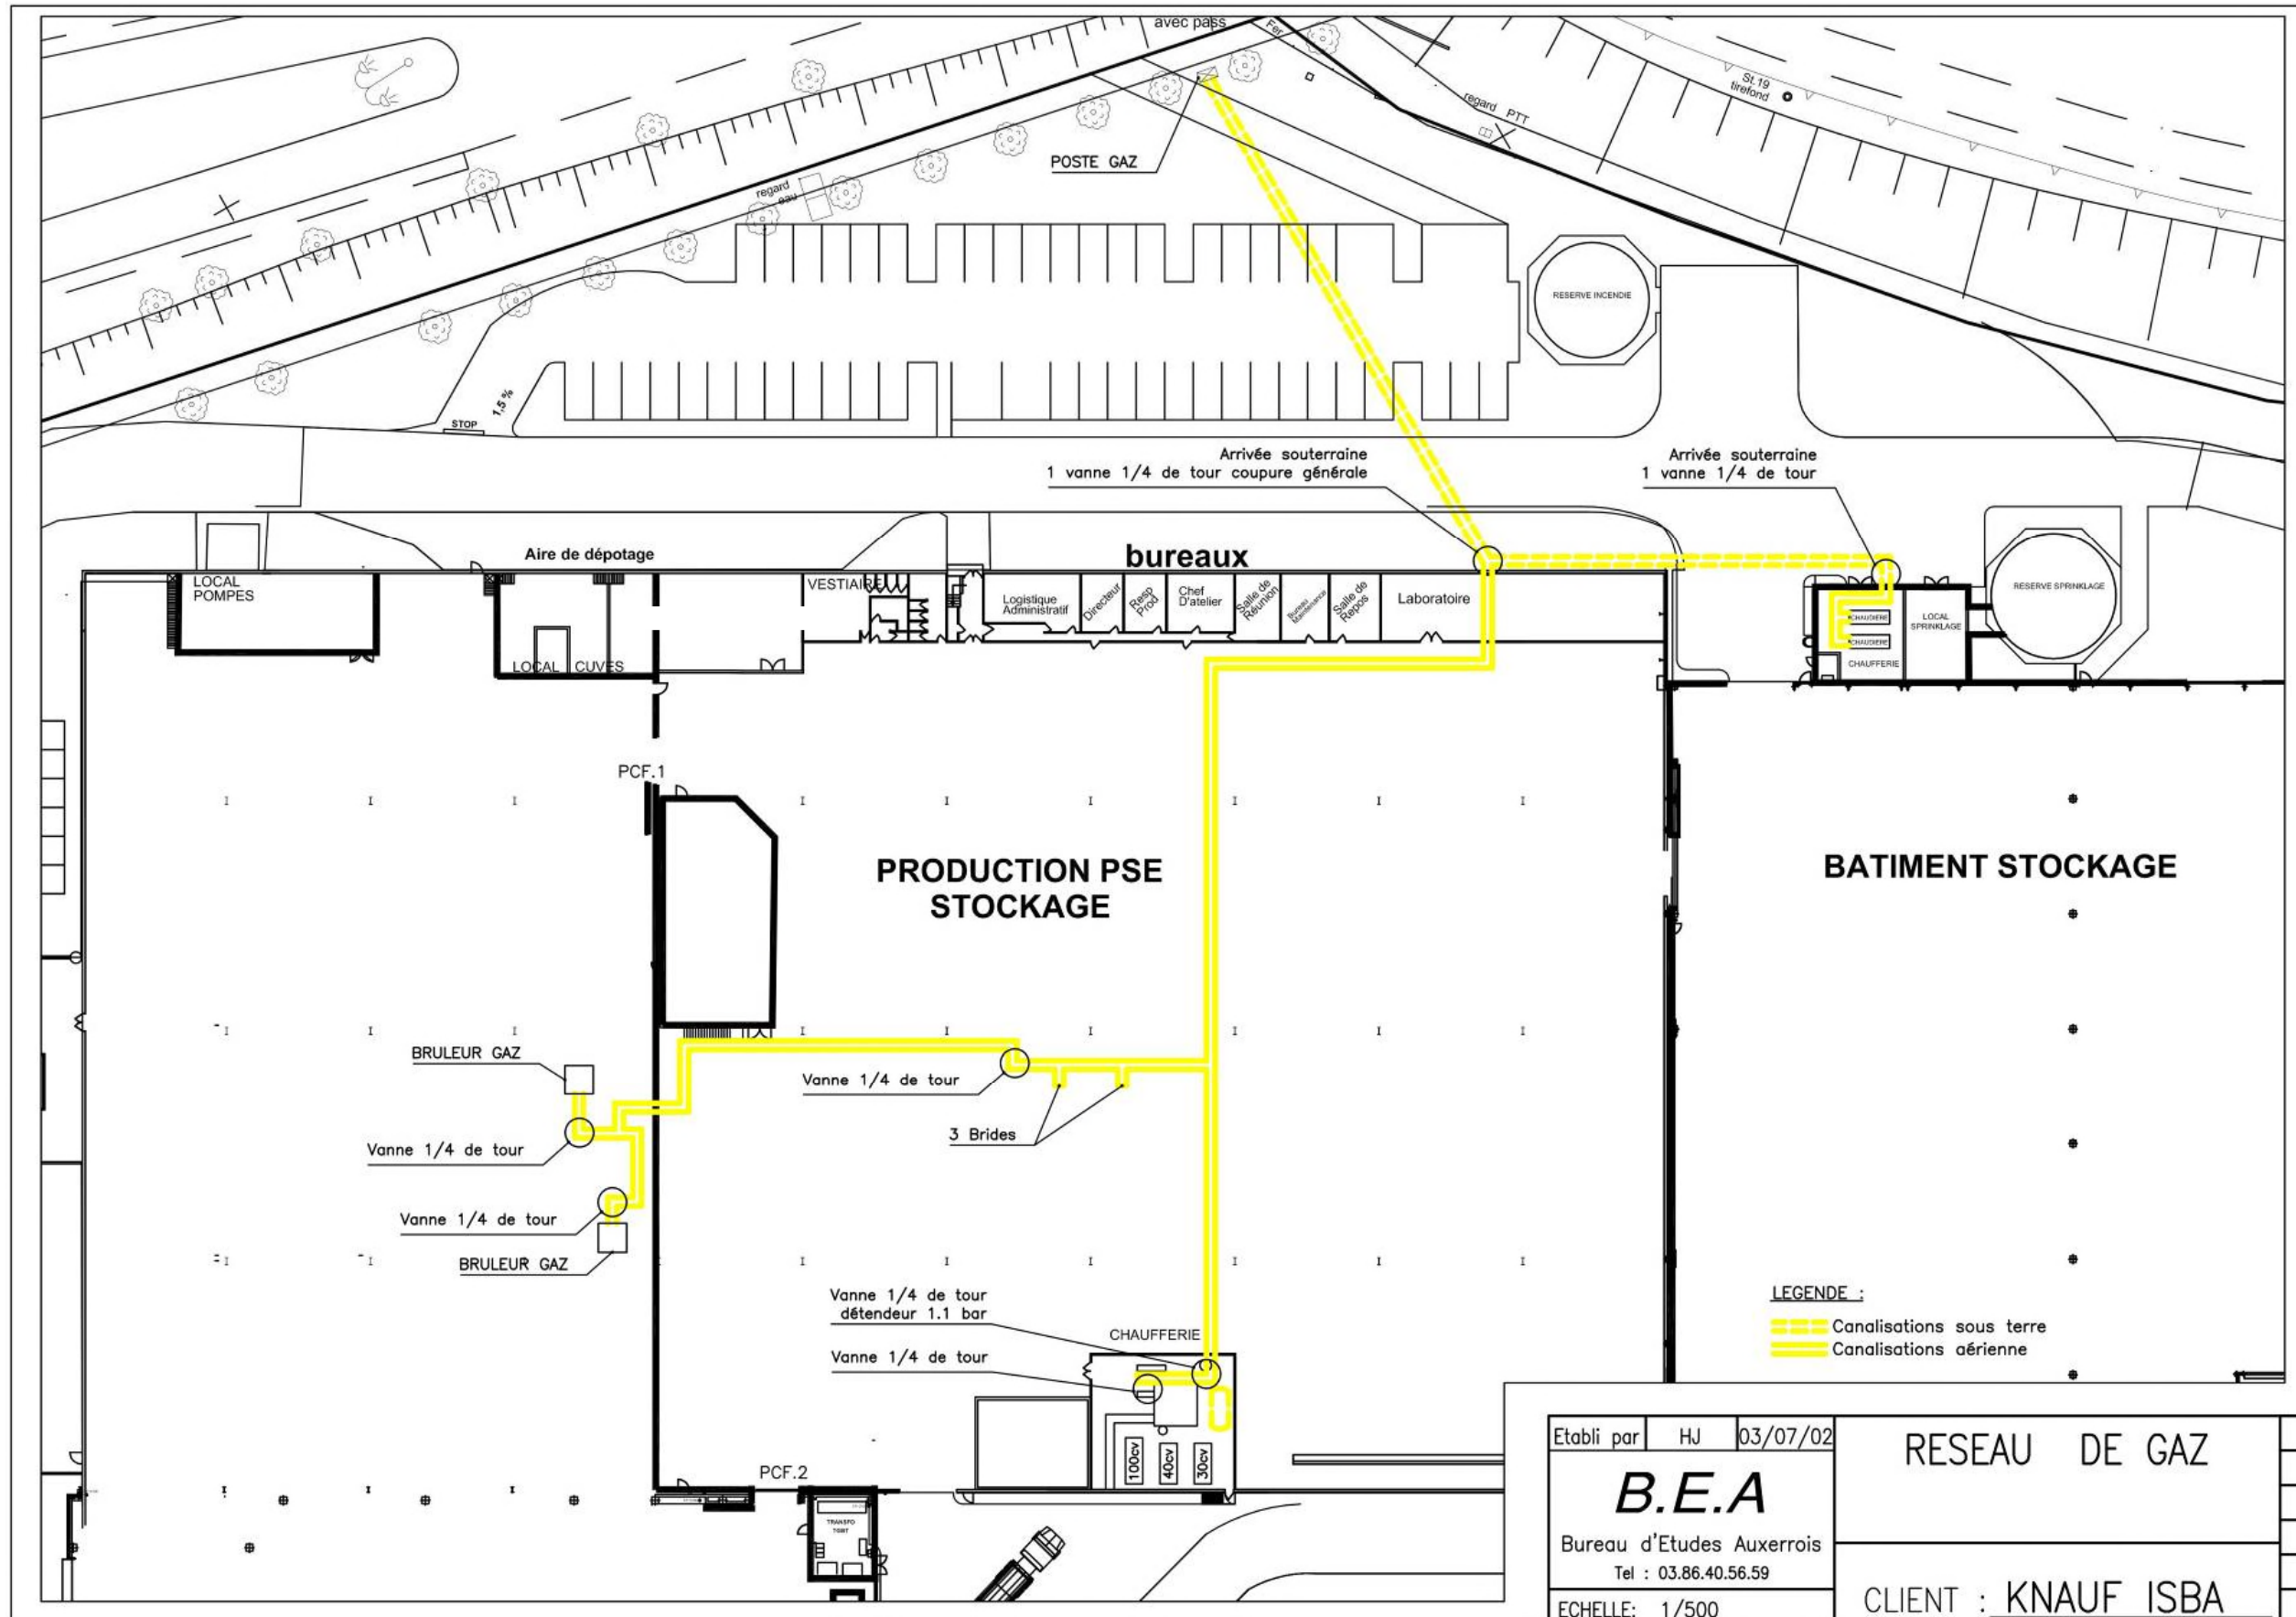 avec pass
Fer
St.19
tirefond
regard PTT
POSTE GAZ
regard
eau
RESERVE INCENDIE
1,5 %
STOP
Arrivée souterraine
1 vanne 1/4 de tour coupure générale
Arrivée souterraine
1 vanne 1/4 de tour
Aire de dépotage
bureaux
LOCAL
POMPES
VESTIAIRE
Logistique
Administratif
Directeur
Resp
Prod
Chef
D'atelier
Salle de
Réunion
Bureau
Maintenance
Salle de
Repos
Laboratoire
RESERVE SPRINKLAGE
CHAUDIERE
CHAUDIERE
CHAUFFERIE
LOCAL
SPRINKLAGE
LOCAL CUVES
PCF.1
PRODUCTION PSE
STOCKAGE
BATIMENT STOCKAGE
BRULEUR GAZ
Vanne 1/4 de tour
3 Brides
Vanne 1/4 de tour
Vanne 1/4 de tour
BRULEUR GAZ
Vanne 1/4 de tour
détendeur 1.1 bar
CHAUFFERIE
Vanne 1/4 de tour
LEGENDE :
Canalisations sous terre
Canalisations aérienne
100cv
40cv
30cv
PCF.2
TRANSFO
TGBT
Etabli par HJ 03/07/02
RESEAU DE GAZ
B.E.A
Bureau d'Etudes Auxerrois
Tel : 03.86.40.56.59
ECHELLE: 1/500
CLIENT : KNAUF ISBA